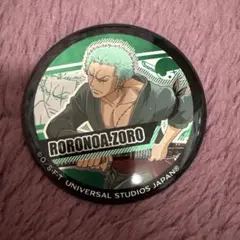 RORONOA.ZORO
©O, S・F・T UNIVERSAL STUDIOS JAPAN®